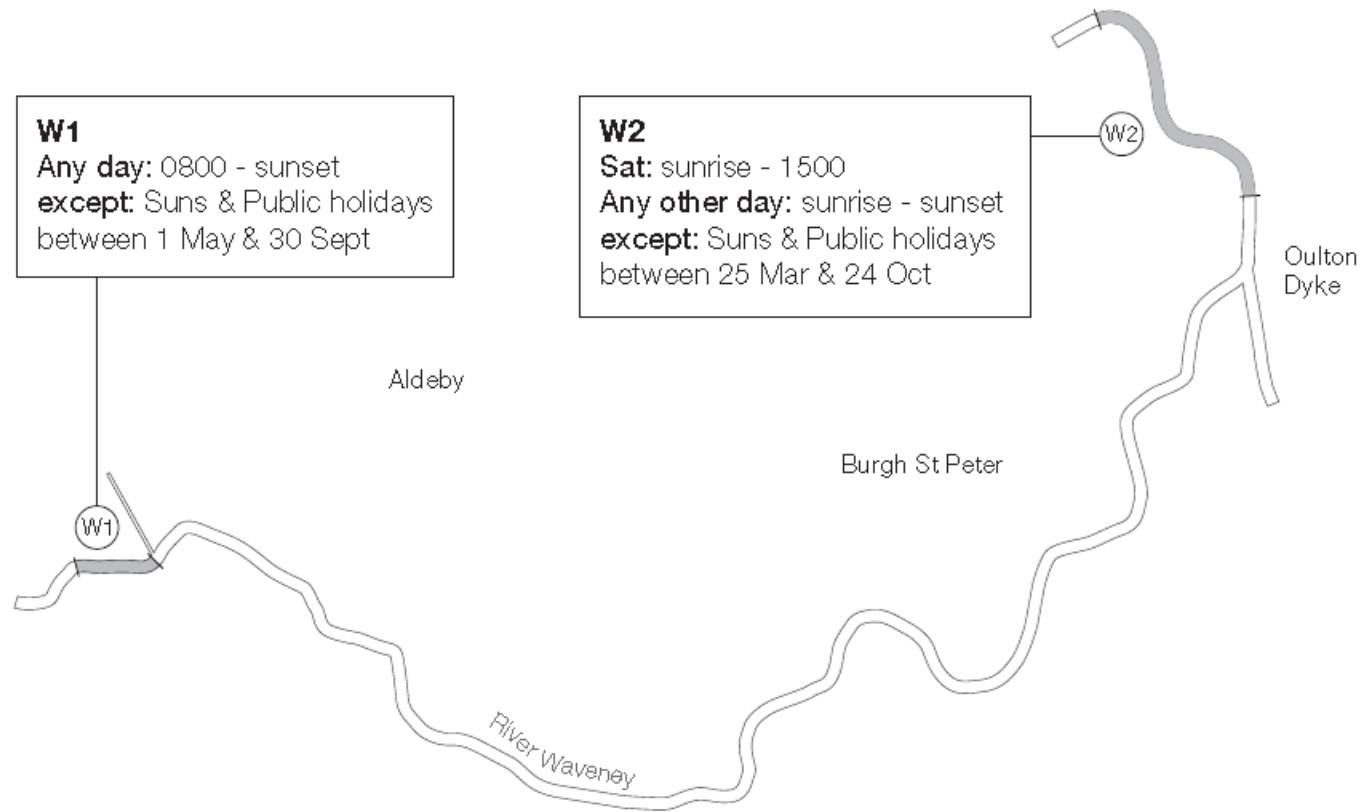 W1
Any day: 0800 - sunset
except: Suns & Public holidays
between 1 May & 30 Sept
W2
Sat: sunrise - 1500
Any other day: sunrise - sunset
except: Suns & Public holidays
between 25 Mar & 24 Oct
W2
Oulton
Dyke
Aldeby
Burgh St Peter
W1
River Waveney